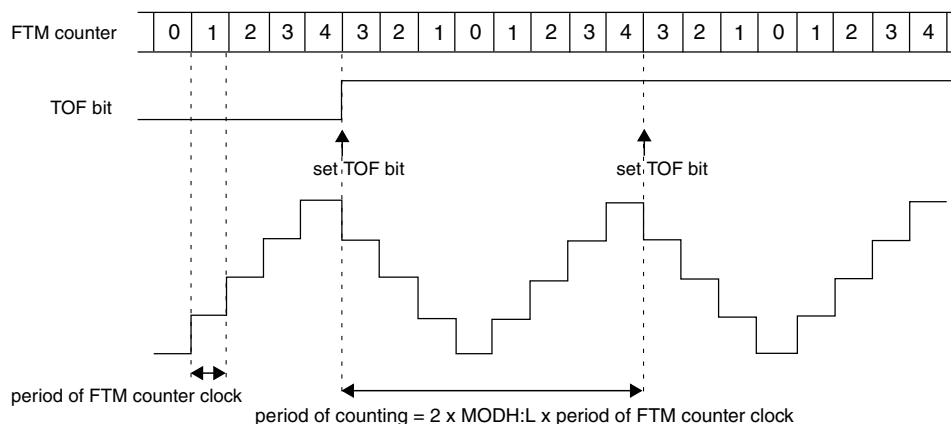 FTM counter 0 1 2 3 4 3 2 1 0 1 2 3 4 3 2 1 0 1 2 3 4
TOF bit
set TOF bit set TOF bit
period of FTM counter clock
period of counting = 2 x MODH:L x period of FTM counter clock